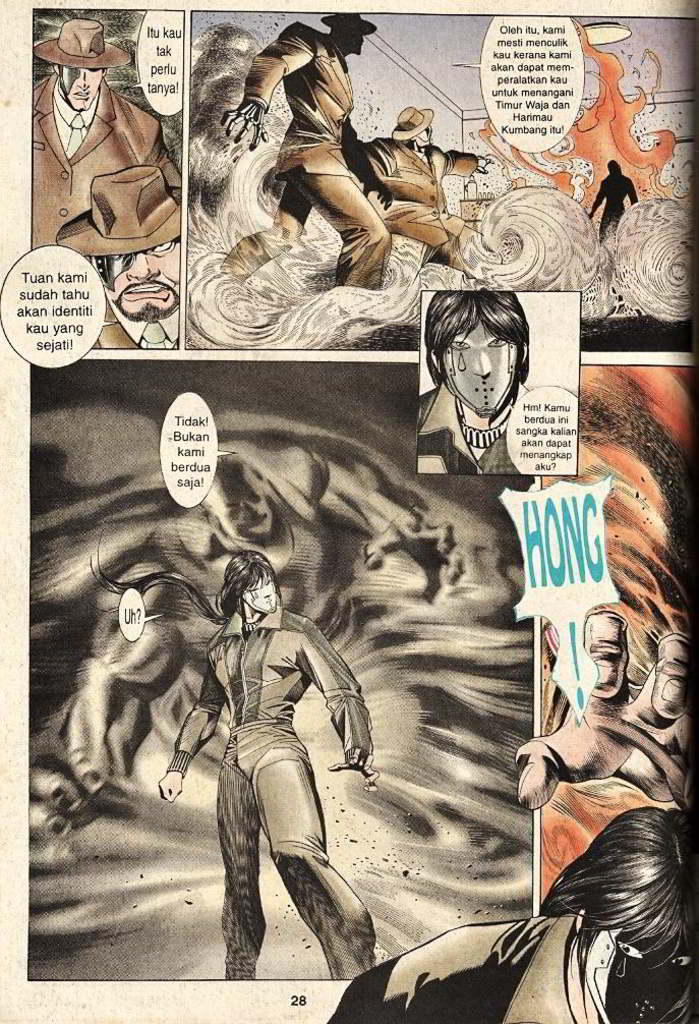 Itu kau
tak
perlu
tanya!
Tuan kami
sudah tahu
akan identiti
kau yang
sejati!
Oleh itu, kami
mesti menculik
kau kerana kami
akan dapat mem-
peralatkan kau
untuk menangani
Timur Waja dan
Harimau
Kumbang itu!
Hm! Kamu
berdua ini
sangka kalian
akan dapat
menangkap
aku?
Tidak!
Bukan
kami
berdua
saja!
Uh?
HONG
!
28